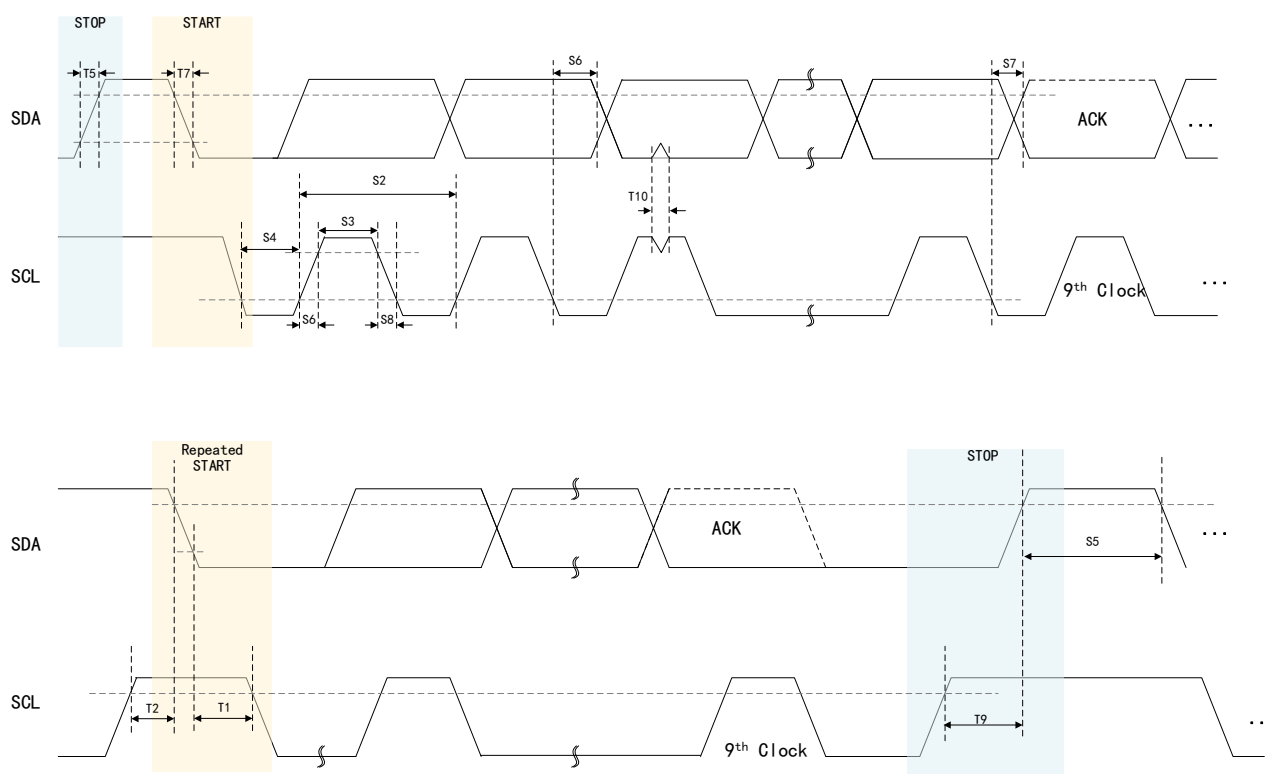 STOP
START
T5
T7
S6
S7
SDA
ACK
...
S2
T10
S3
S4
SCL
9th Clock
...
S6
S8
Repeated
START
STOP
SDA
ACK
...
S5
SCL
T2
T1
T9
9th Clock
..